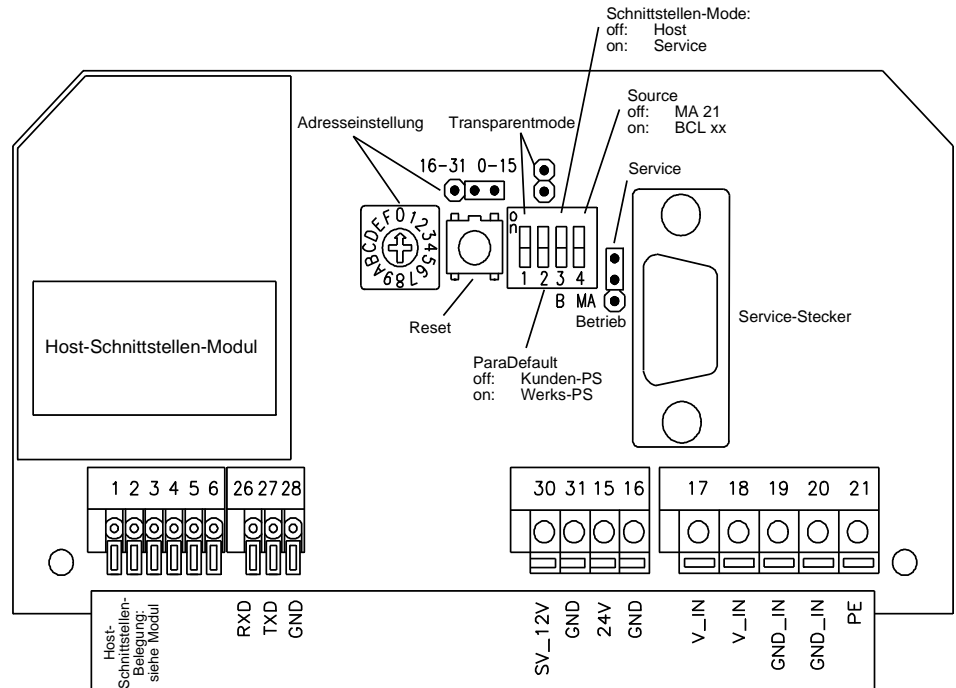 Schnittstellen-Mode:
off: Host
on: Service
Source
off: MA 21
on: BCL xx
Adresseinstellung
Transparentmode
16-31 0-15
Service
on
0123456789ABCDEF
1 2 3 4
B MA
Betrieb
Reset
Service-Stecker
Host-Schnittstellen-Modul
ParaDefault
off: Kunden-PS
on: Werks-PS
1 2 3 4 5 6
26 27 28
30 31 15 16
17 18 19 20 21
Host-
Schnittstellen-
Belegung:
siehe Modul
RXD
TXD
GND
SV_12V
GND
24V
GND
V_IN
V_IN
GND_IN
GND_IN
PE